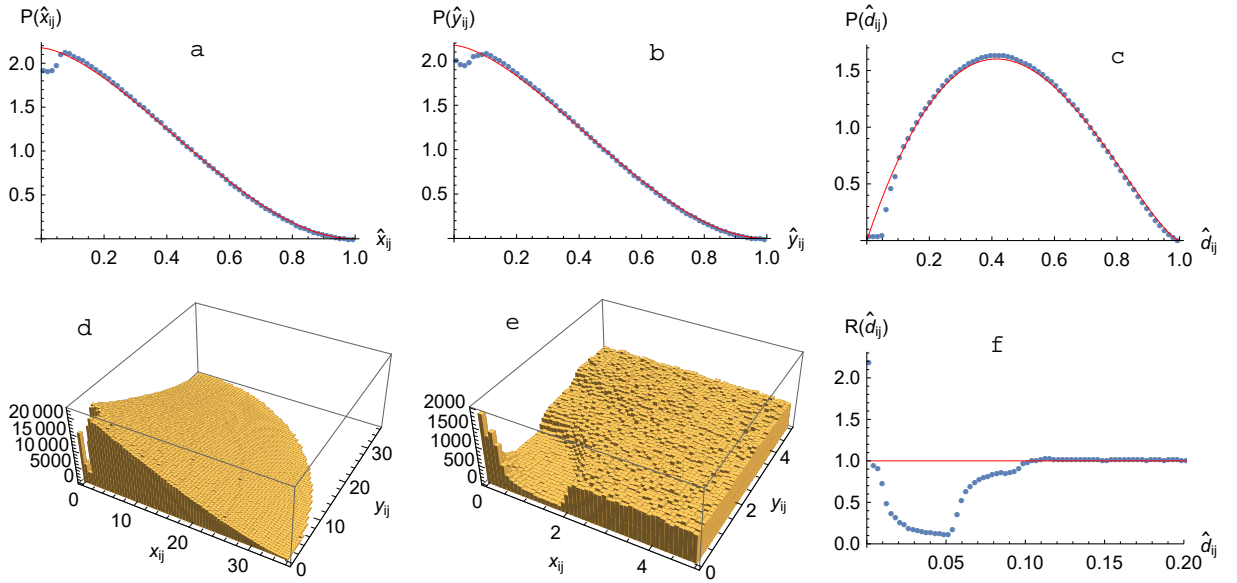 P(x̂ij)
a
2.0
1.5
1.0
0.5
0.2 0.4 0.6 0.8 1.0
x̂ij
P(ŷij)
b
2.0
1.5
1.0
0.5
0.2 0.4 0.6 0.8 1.0
ŷij
P(d̂ij)
c
1.5
1.0
0.5
0.2 0.4 0.6 0.8 1.0
d̂ij
d
20 000
15 000
10 000
5000
0
0 10 20 30
xij
0 10 20 30
yij
e
2000
1500
1000
500
0
0 2 4
xij
0 2 4
yij
R(d̂ij)
f
2.0
1.5
1.0
0.5
0.0
0.00 0.05 0.10 0.15 0.20
d̂ij